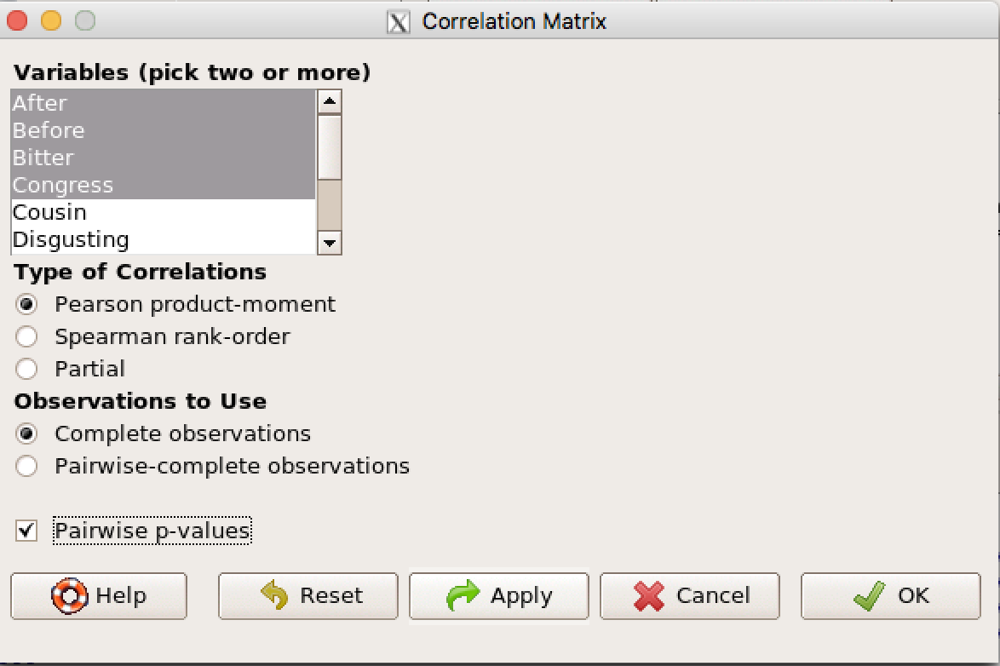 Correlation Matrix
Variables (pick two or more)
After
Before
Bitter
Congress
Cousin
Disgusting
Type of Correlations
Pearson product-moment
Spearman rank-order
Partial
Observations to Use
Complete observations
Pairwise-complete observations
Pairwise p-values
Help Reset Apply Cancel OK